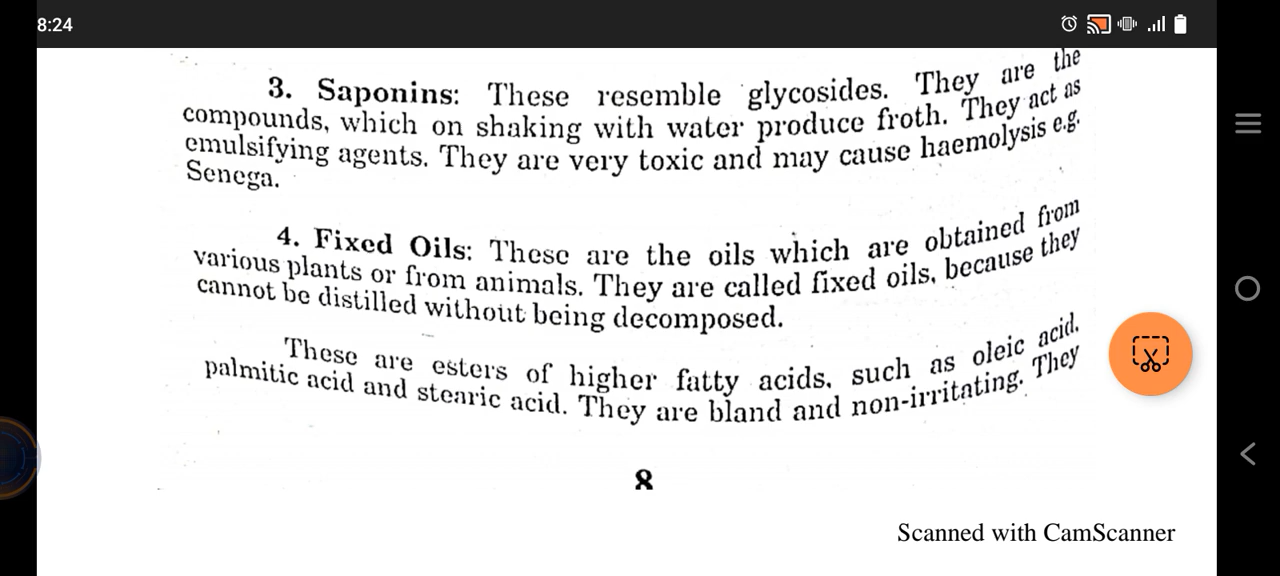 8:24
3. Saponins: These resemble glycosides. They are the
compounds, which on shaking with water produce froth. They act as
emulsifying agents. They are very toxic and may cause haemolysis e.g.
Senega.
4. Fixed Oils: These are the oils which are obtained from
various plants or from animals. They are called fixed oils, because they
cannot be distilled without being decomposed.
These are esters of higher fatty acids, such as oleic acid,
palmitic acid and stearic acid. They are bland and non-irritating. They
8
Scanned with CamScanner